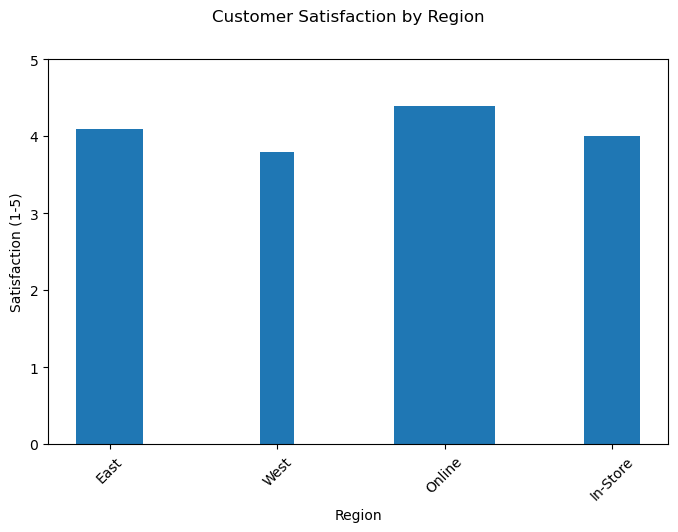 Customer Satisfaction by Region
5
4
3
2
1
0
Satisfaction (1-5)
East
West
Online
In-Store
Region